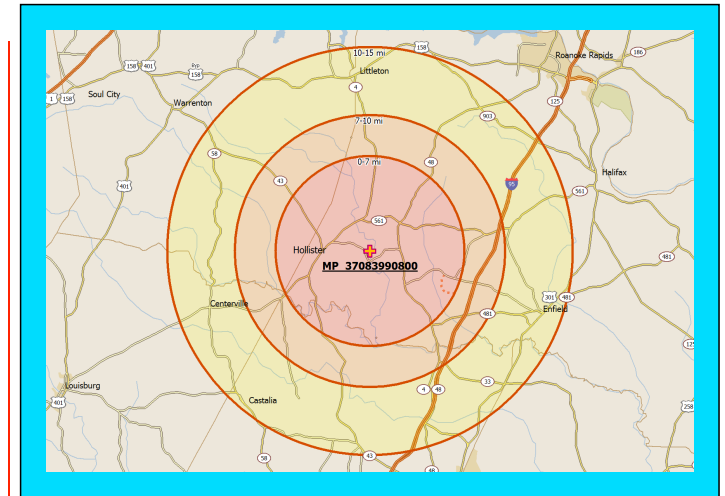 10-15 mi
158
Roanoke Rapids
186
158
401
Byp
158
Littleton
4
Soul City
1
158
Warrenton
125
903
7-10 mi
58
48
0-7 mi
43
Halifax
401
95
561
561
Hollister
MP 37083990800
481
Centerville
301
481
Enfield
481
125
Louisburg
33
4
48
401
Castalia
258
58
43
48